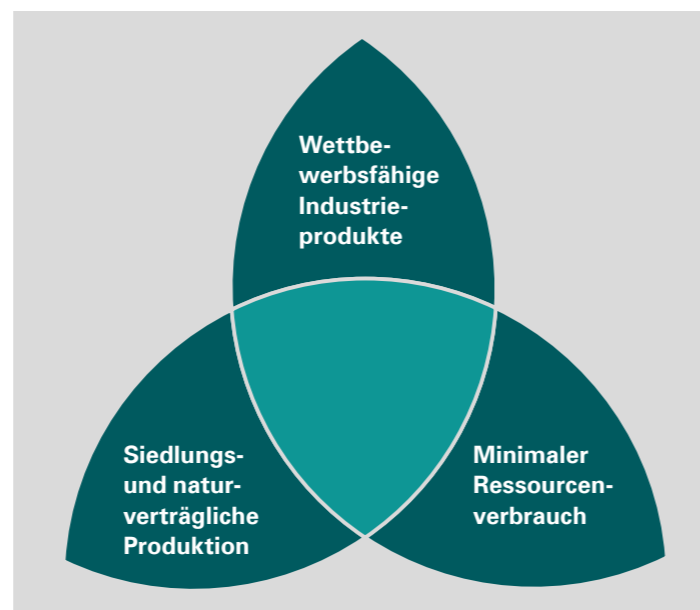 Wettbe-
werbsfähige
Industrie-
produkte
Siedlungs-
und natur-
verträgliche
Produktion
Minimaler
Ressourcen-
verbrauch